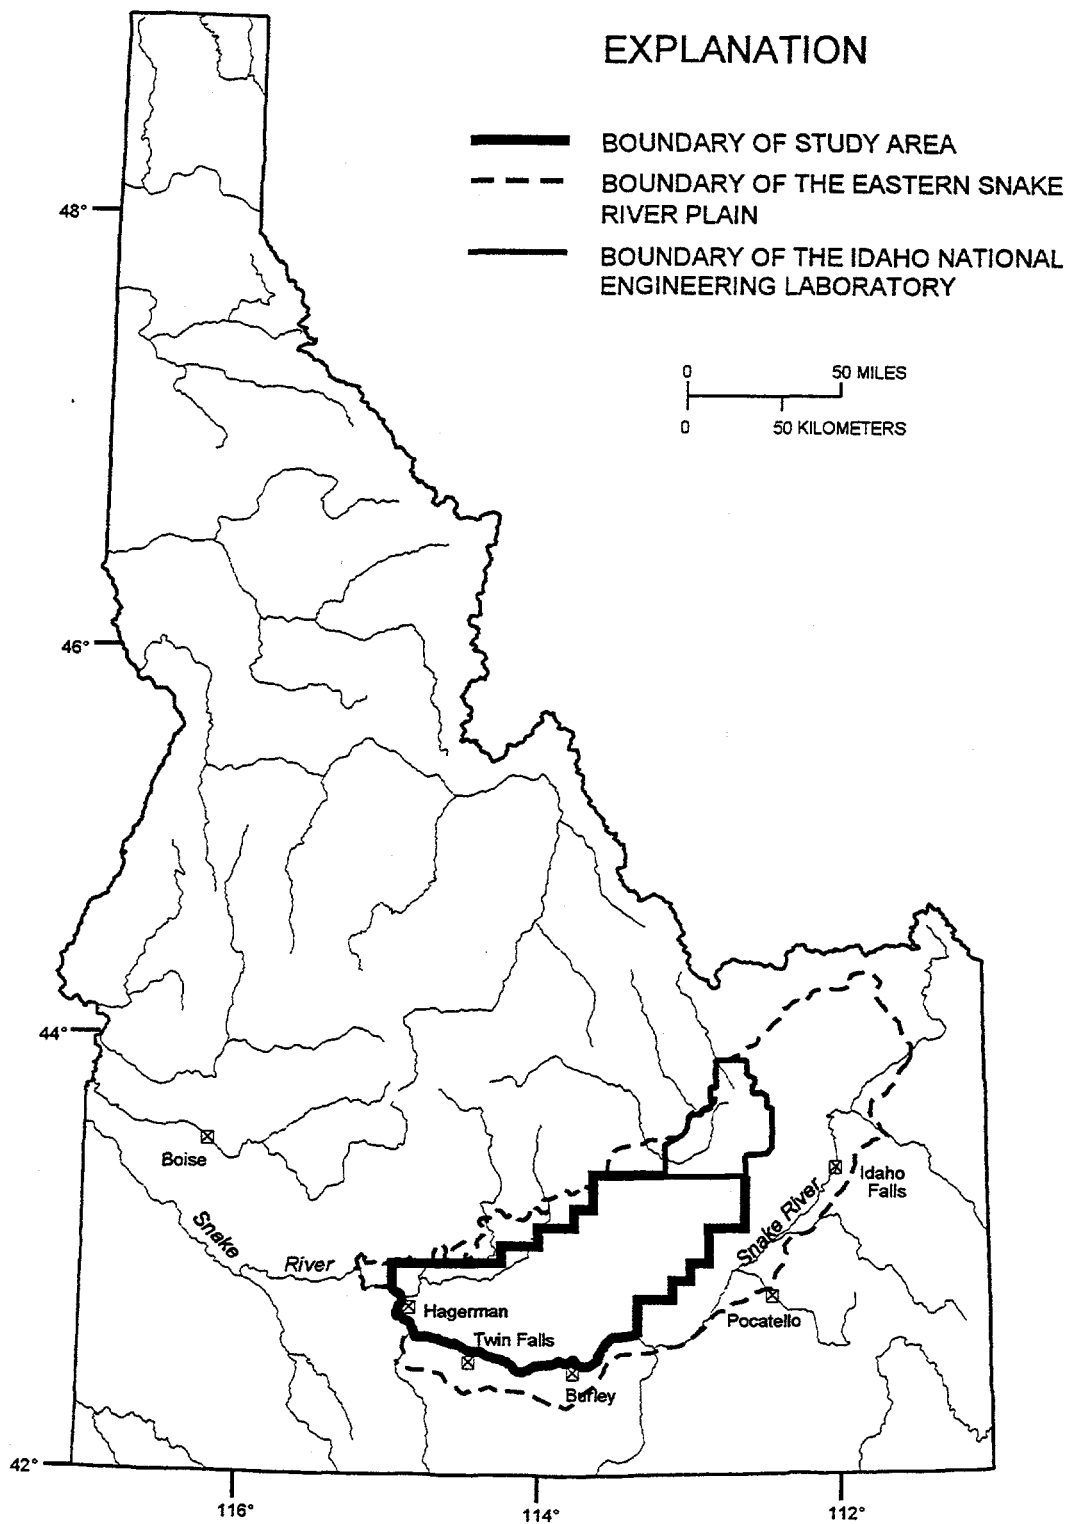 EXPLANATION
BOUNDARY OF STUDY AREA
BOUNDARY OF THE EASTERN SNAKE
RIVER PLAIN
BOUNDARY OF THE IDAHO NATIONAL
ENGINEERING LABORATORY
0 50 MILES
0 50 KILOMETERS
48°
46°
44°
42°
Boise
Snake
River
Snake River
Idaho
Falls
Hagerman
Twin Falls
Burley
Pocatello
116°
114°
112°